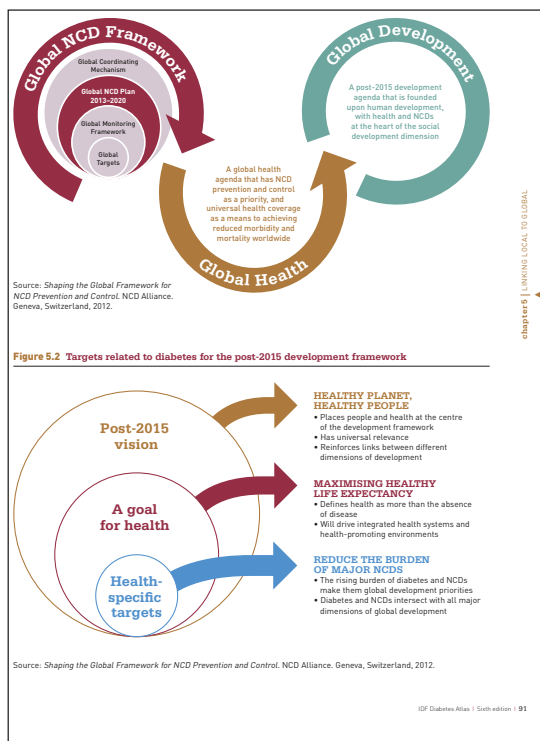 Global NCD Framework
Global Coordinating
Mechanism
Global NCD Plan
2013–2020
Global Monitoring
Framework
Global
Targets
A global health
agenda that has NCD
prevention and control
as a priority, and
universal health coverage
as a means to achieving
reduced morbidity and
mortality worldwide
Global Health
Global Development
A post-2015 development
agenda that is founded
upon human development,
with health and NCDs
at the heart of the social
development dimension
Source: Shaping the Global Framework for
NCD Prevention and Control. NCD Alliance.
Geneva, Switzerland, 2012.
chapter 5 | LINKING LOCAL TO GLOBAL
Figure 5.2 Targets related to diabetes for the post-2015 development framework
Post-2015
vision
A goal
for health
Health-
specific
targets
HEALTHY PLANET,
HEALTHY PEOPLE
• Places people and health at the centre
of the development framework
• Has universal relevance
• Reinforces links between different
dimensions of development
MAXIMISING HEALTHY
LIFE EXPECTANCY
• Defines health as more than the absence
of disease
• Will drive integrated health systems and
health-promoting environments
REDUCE THE BURDEN
OF MAJOR NCDS
• The rising burden of diabetes and NCDs
make them global development priorities
• Diabetes and NCDs intersect with all major
dimensions of global development
Source: Shaping the Global Framework for NCD Prevention and Control. NCD Alliance. Geneva, Switzerland, 2012.
IDF Diabetes Atlas | Sixth edition | 91